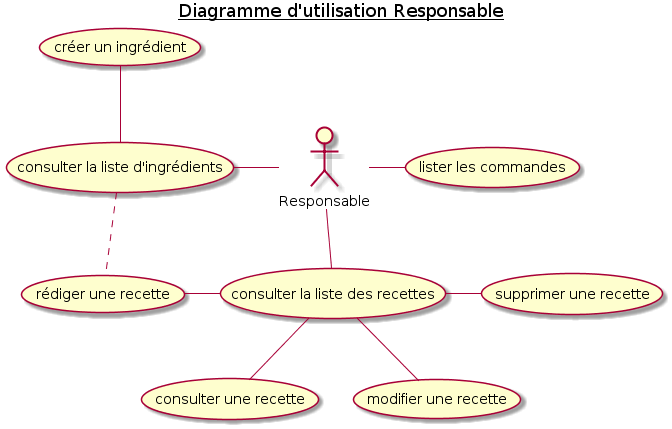 Diagramme d'utilisation Responsable
créer un ingrédient
consulter la liste d'ingrédients
lister les commandes
Responsable
rédiger une recette
consulter la liste des recettes
supprimer une recette
consulter une recette
modifier une recette